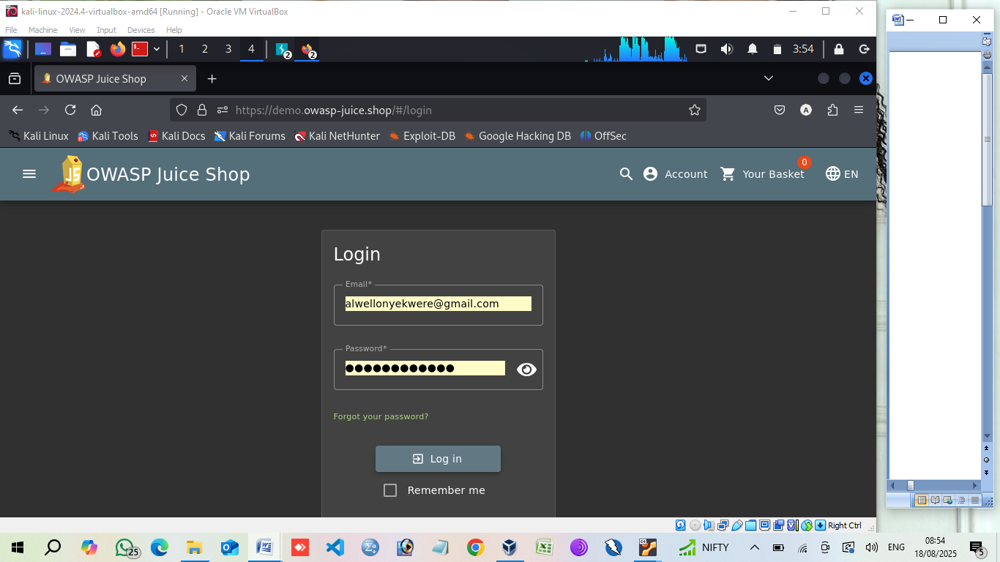 kali-linux-2024.4-virtualbox-amd64 [Running] - Oracle VM VirtualBox
File Machine View Input Devices Help
1 2 3 4 2 2 3:54
OWASP Juice Shop
https://demo.owasp-juice.shop/#/login A
Kali Linux Kali Tools Kali Docs Kali Forums Kali NetHunter Exploit-DB Google Hacking DB OffSec
JS OWASP Juice Shop Account Your Basket 0 EN
Login
Email*
alwellonyekwere@gmail.com
Password*
●●●●●●●●●●●●
Forgot your password?
Log in
Remember me
Right Ctrl
25 NIFTY ENG 08:54
18/08/2025 5